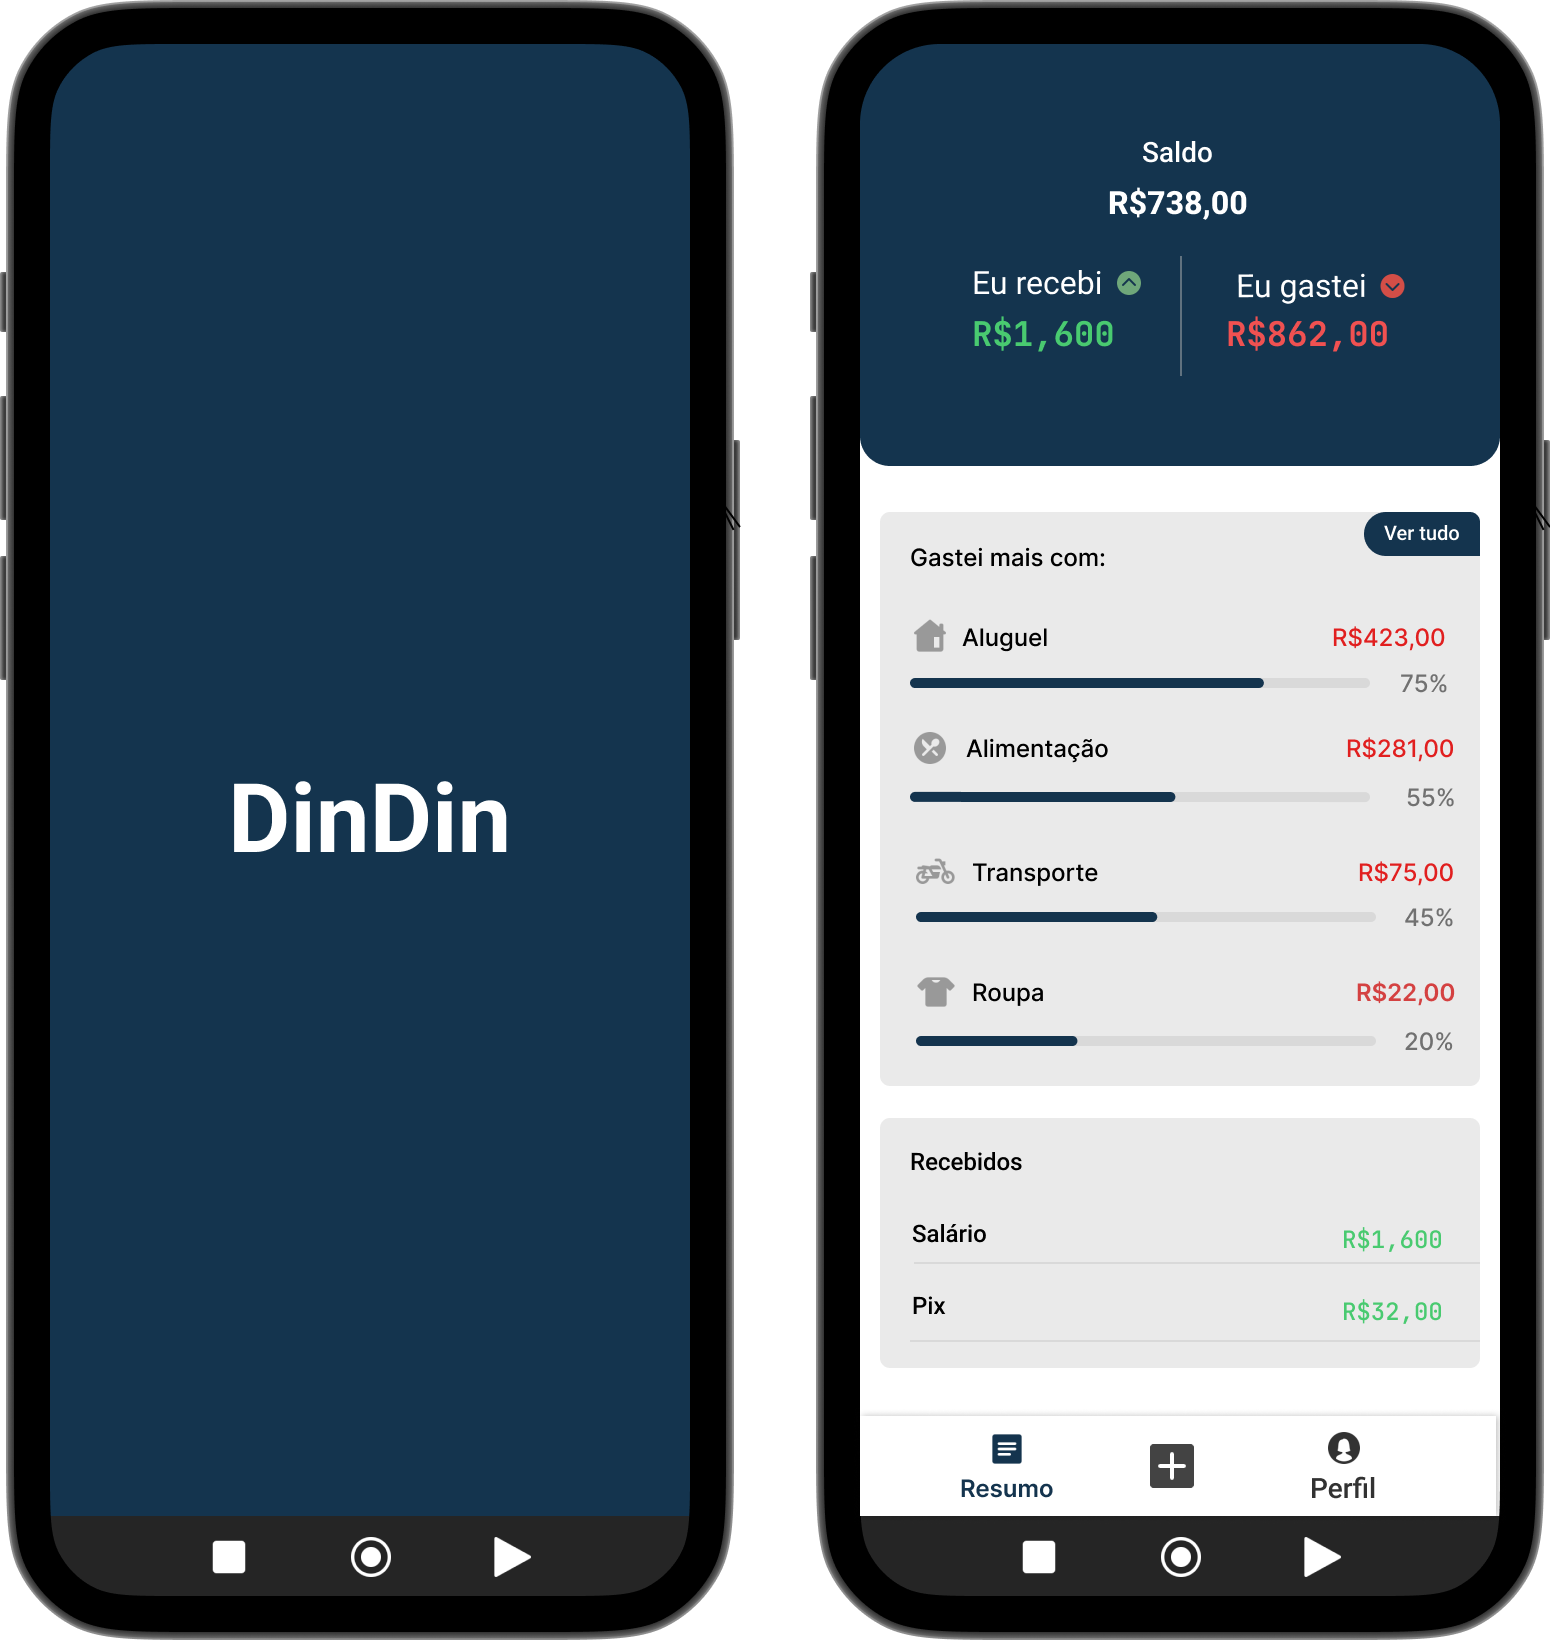 DinDin
Saldo
R$738,00
Eu recebi
R$1,600
Eu gastei
R$862,00
Ver tudo
Gastei mais com:
Aluguel R$423,00
75%
Alimentação R$281,00
55%
Transporte R$75,00
45%
Roupa R$22,00
20%
Recebidos
Salário R$1,600
Pix R$32,00
Resumo
Perfil